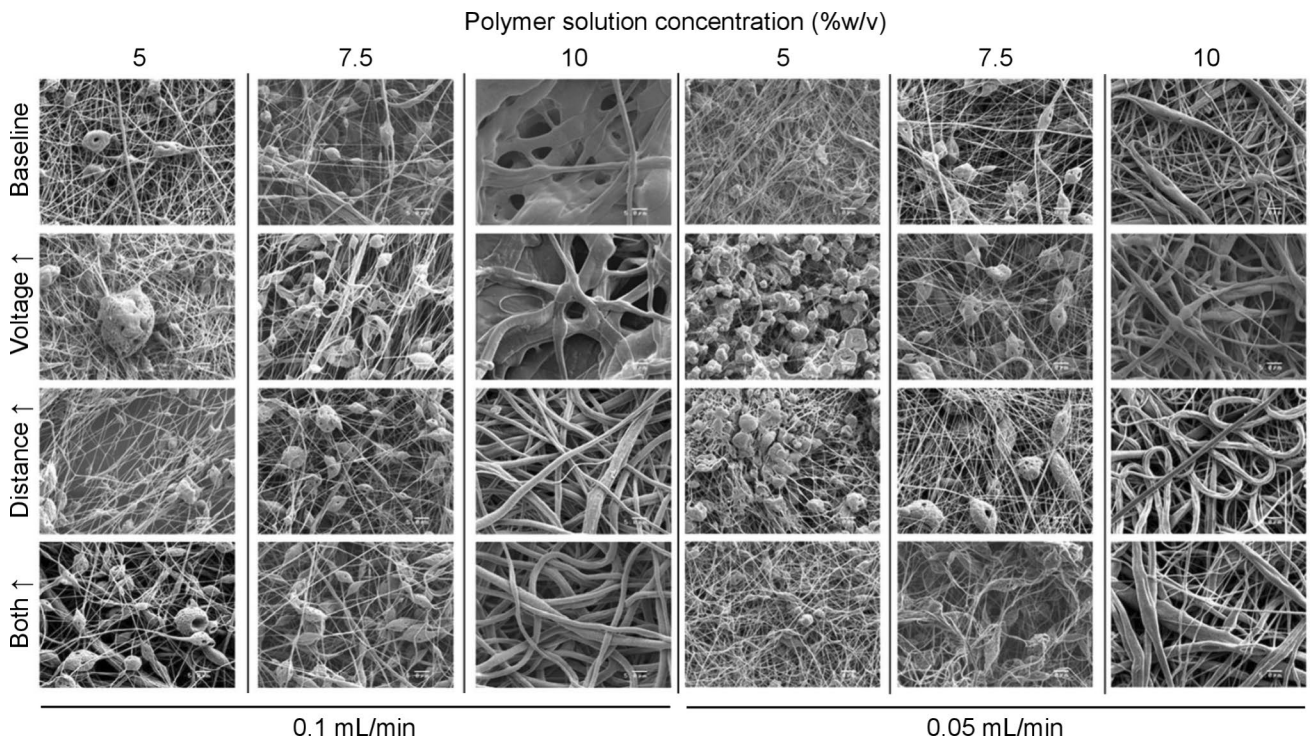 Polymer solution concentration (%w/v)
5 7.5 10 5 7.5 10
Baseline
Voltage ↑
Distance ↑
Both ↑
0.1 mL/min 0.05 mL/min